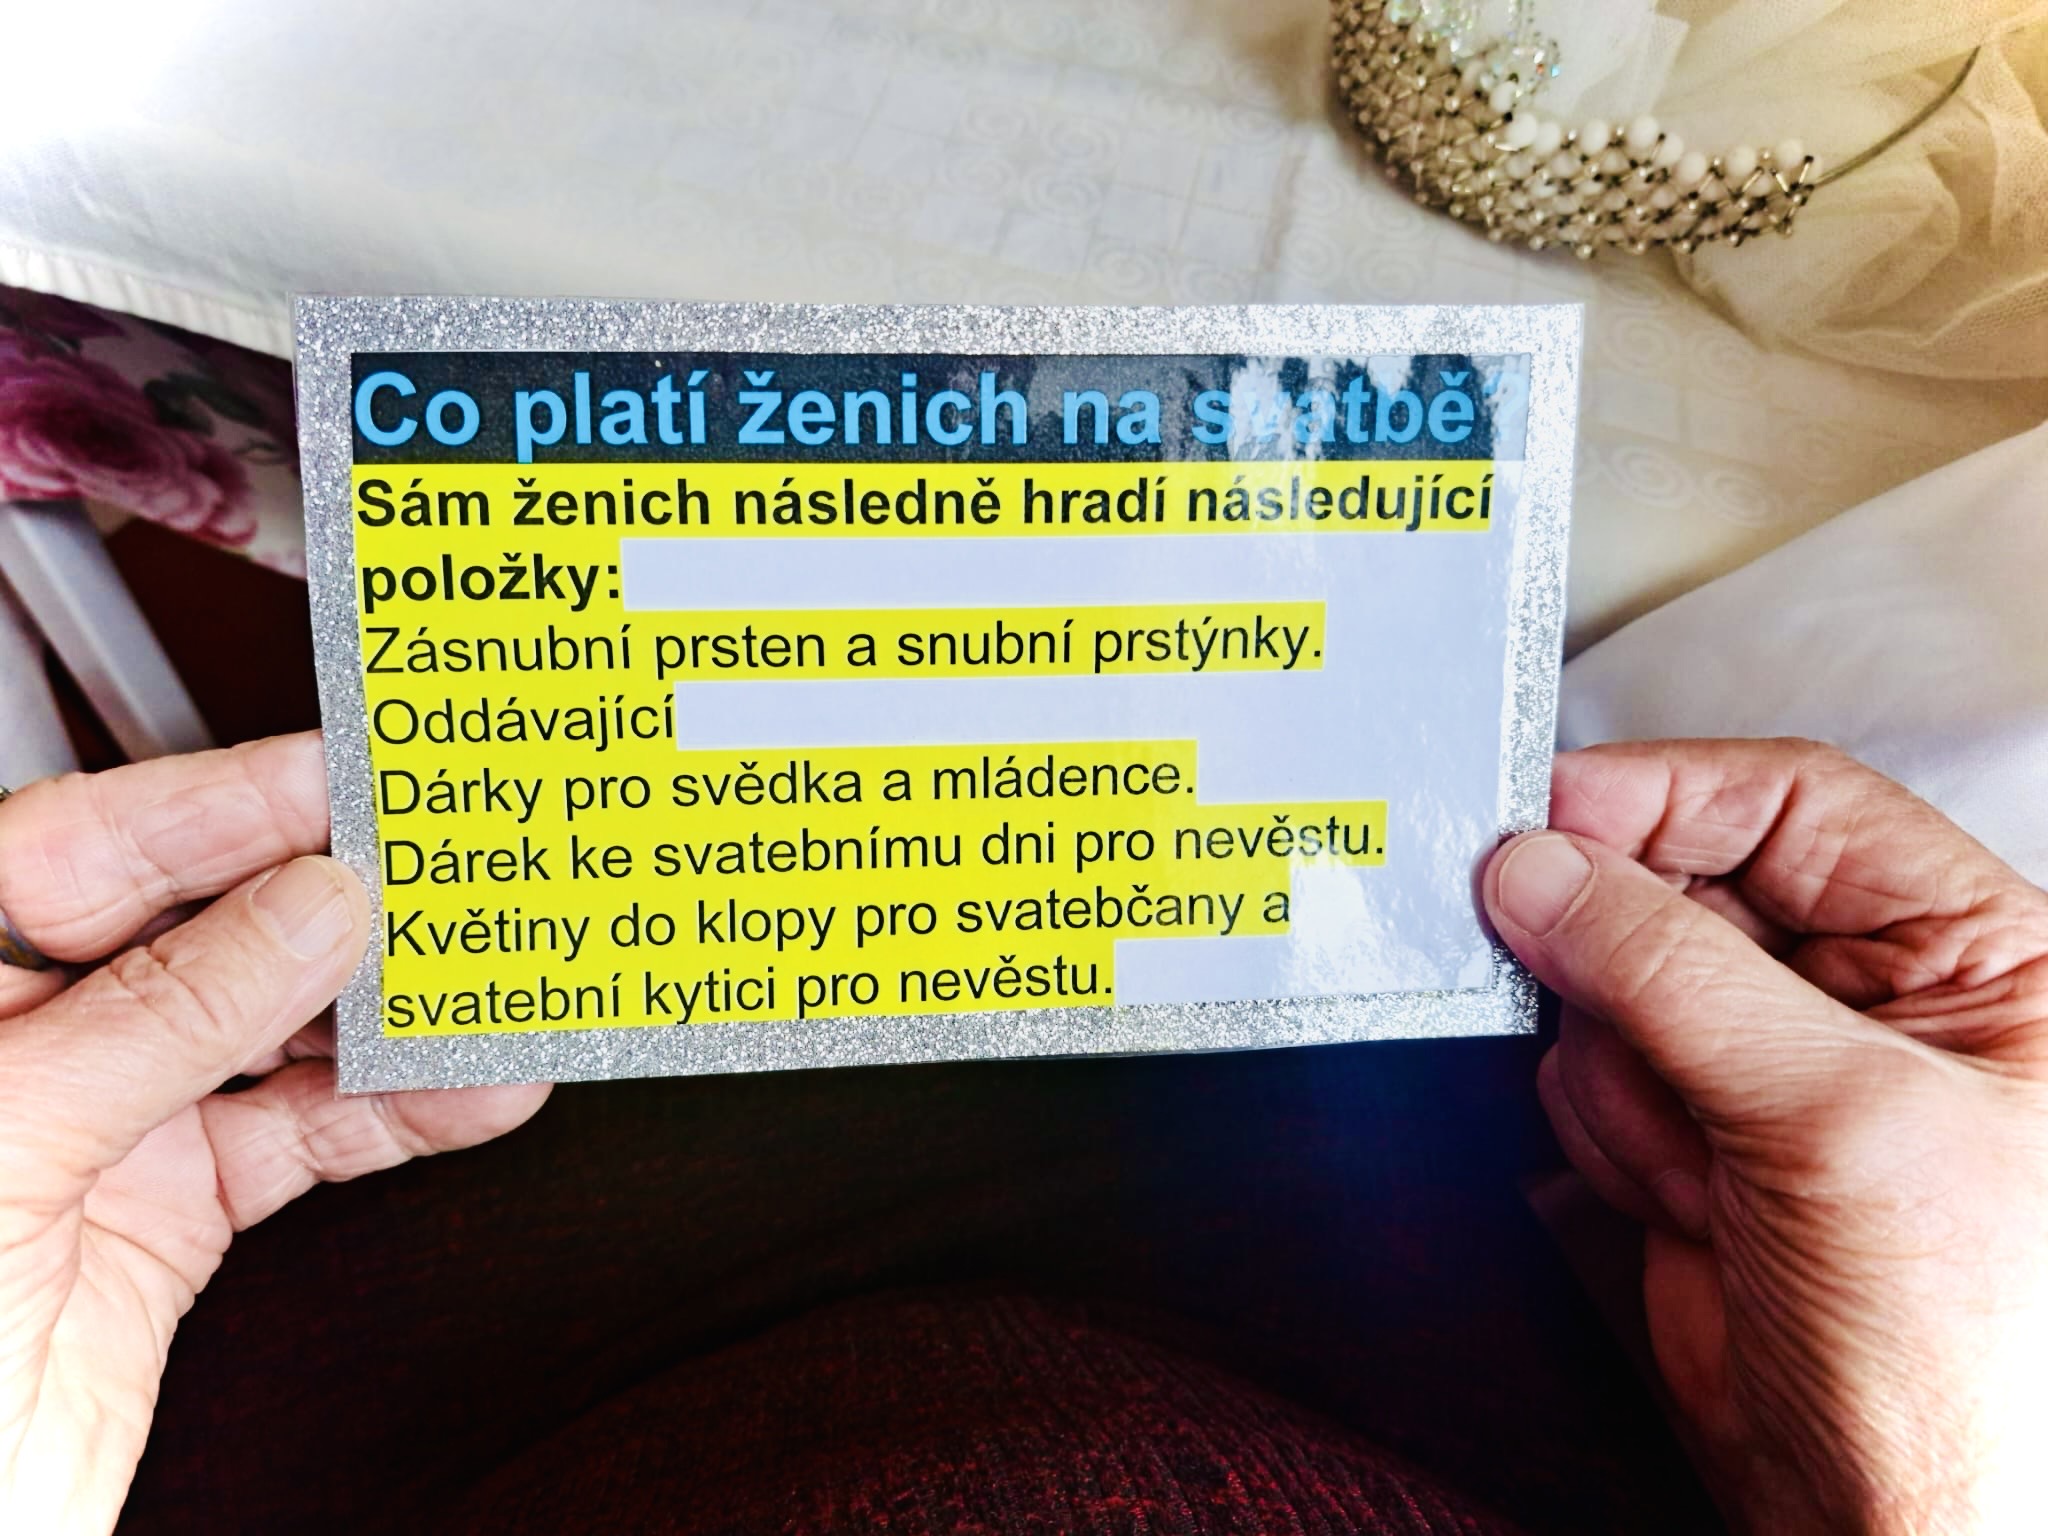 Co platí ženich na svatbě?
Sám ženich následně hradí následující
položky:
Zásnubní prsten a snubní prstýnky.
Oddávající
Dárky pro svědka a mládence.
Dárek ke svatebnímu dni pro nevěstu.
Květiny do klopy pro svatebčany a
svatební kytici pro nevěstu.